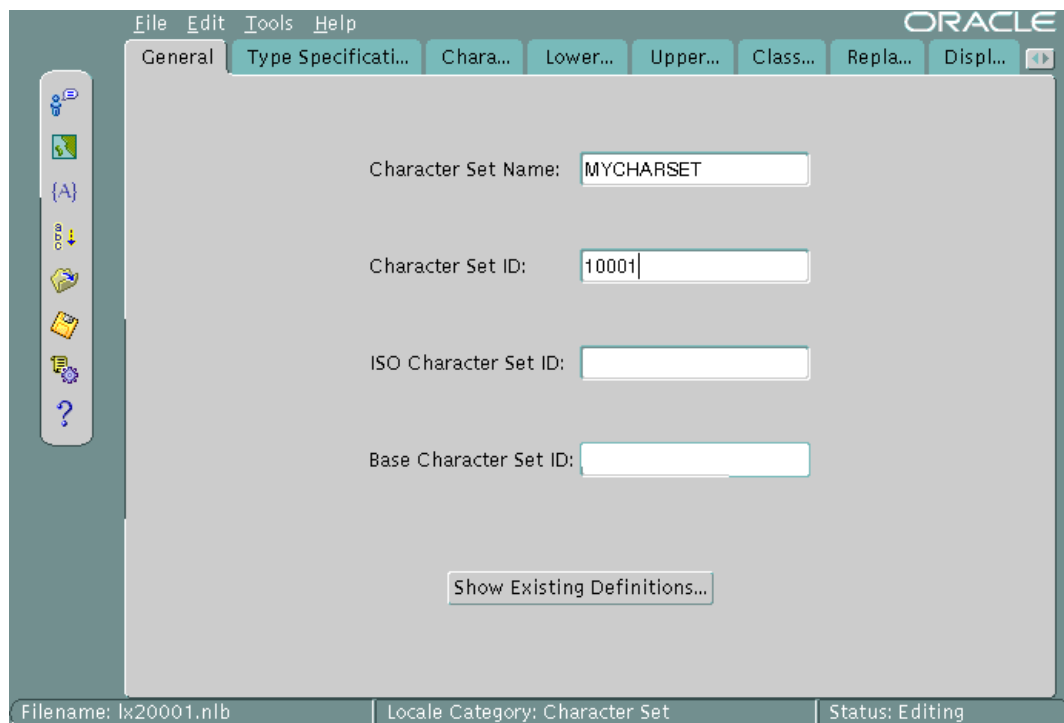 File Edit Tools Help
ORACLE
General Type Specificati... Chara... Lower... Upper... Class... Repla... Displ...
{A}
a
b
c
?
Character Set Name: MYCHARSET
Character Set ID: 10001
ISO Character Set ID:
Base Character Set ID:
Show Existing Definitions...
Filename: lx20001.nlb Locale Category: Character Set Status: Editing